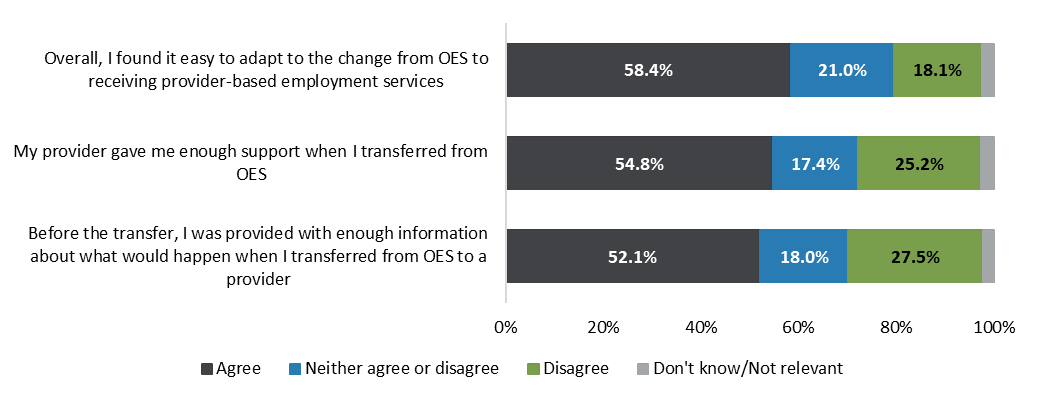 Overall, I found it easy to adapt to the change from OES to
receiving provider-based employment services
58.4%
21.0%
18.1%
My provider gave me enough support when I transferred from
OES
54.8%
17.4%
25.2%
Before the transfer, I was provided with enough information
about what would happen when I transferred from OES to a
provider
52.1%
18.0%
27.5%
0%
20%
40%
60%
80%
100%
Agree
Neither agree or disagree
Disagree
Don't know/Not relevant